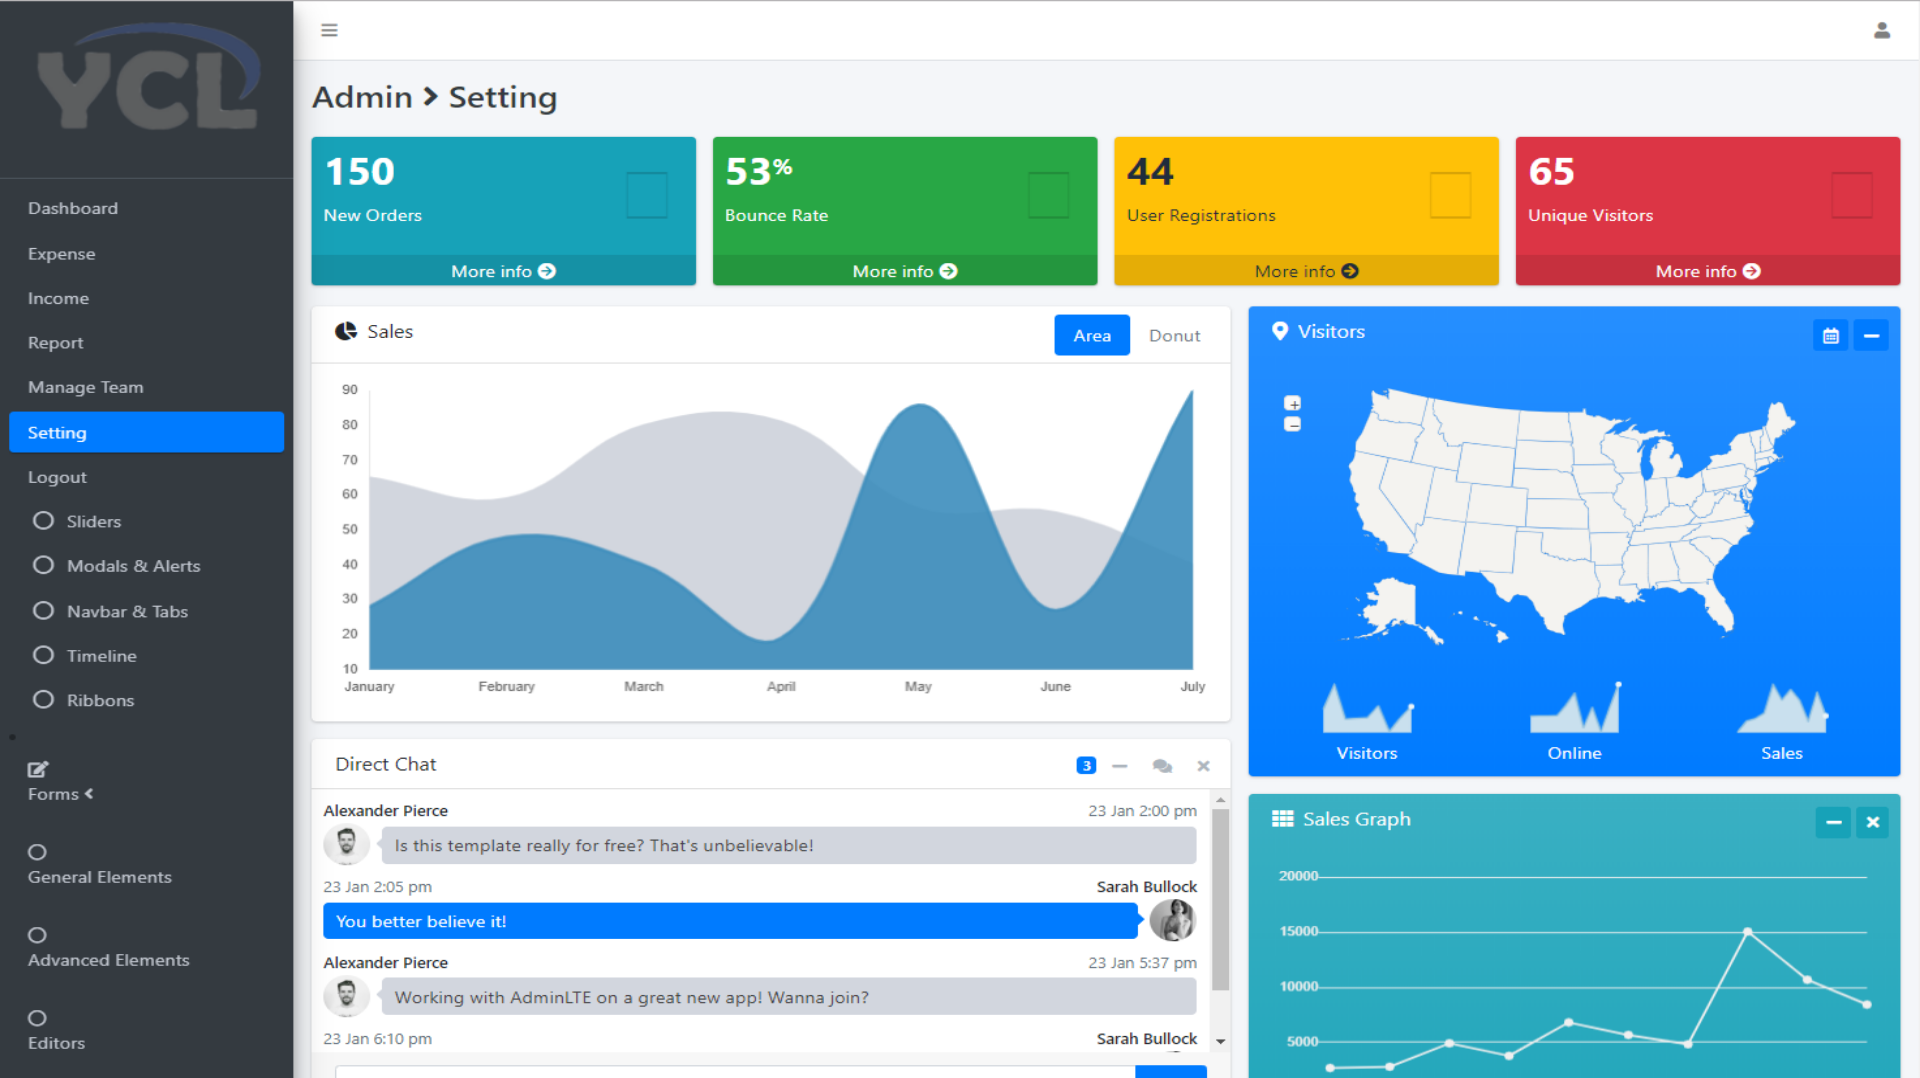 YCL
Dashboard
Expense
Income
Report
Manage Team
Setting
Logout
Sliders
Modals & Alerts
Navbar & Tabs
Timeline
Ribbons
Forms
General Elements
Advanced Elements
Editors
Admin > Setting
150
New Orders
More info
53%
Bounce Rate
More info
44
User Registrations
More info
65
Unique Visitors
More info
Sales
Area
Donut
90
80
70
60
50
40
30
20
10
January February March April May June July
Direct Chat
3
Alexander Pierce 23 Jan 2:00 pm
Is this template really for free? That's unbelievable!
23 Jan 2:05 pm Sarah Bullock
You better believe it!
Alexander Pierce 23 Jan 5:37 pm
Working with AdminLTE on a great new app! Wanna join?
23 Jan 6:10 pm Sarah Bullock
Visitors
+
−
Visitors Online Sales
Sales Graph
20000
15000
10000
5000